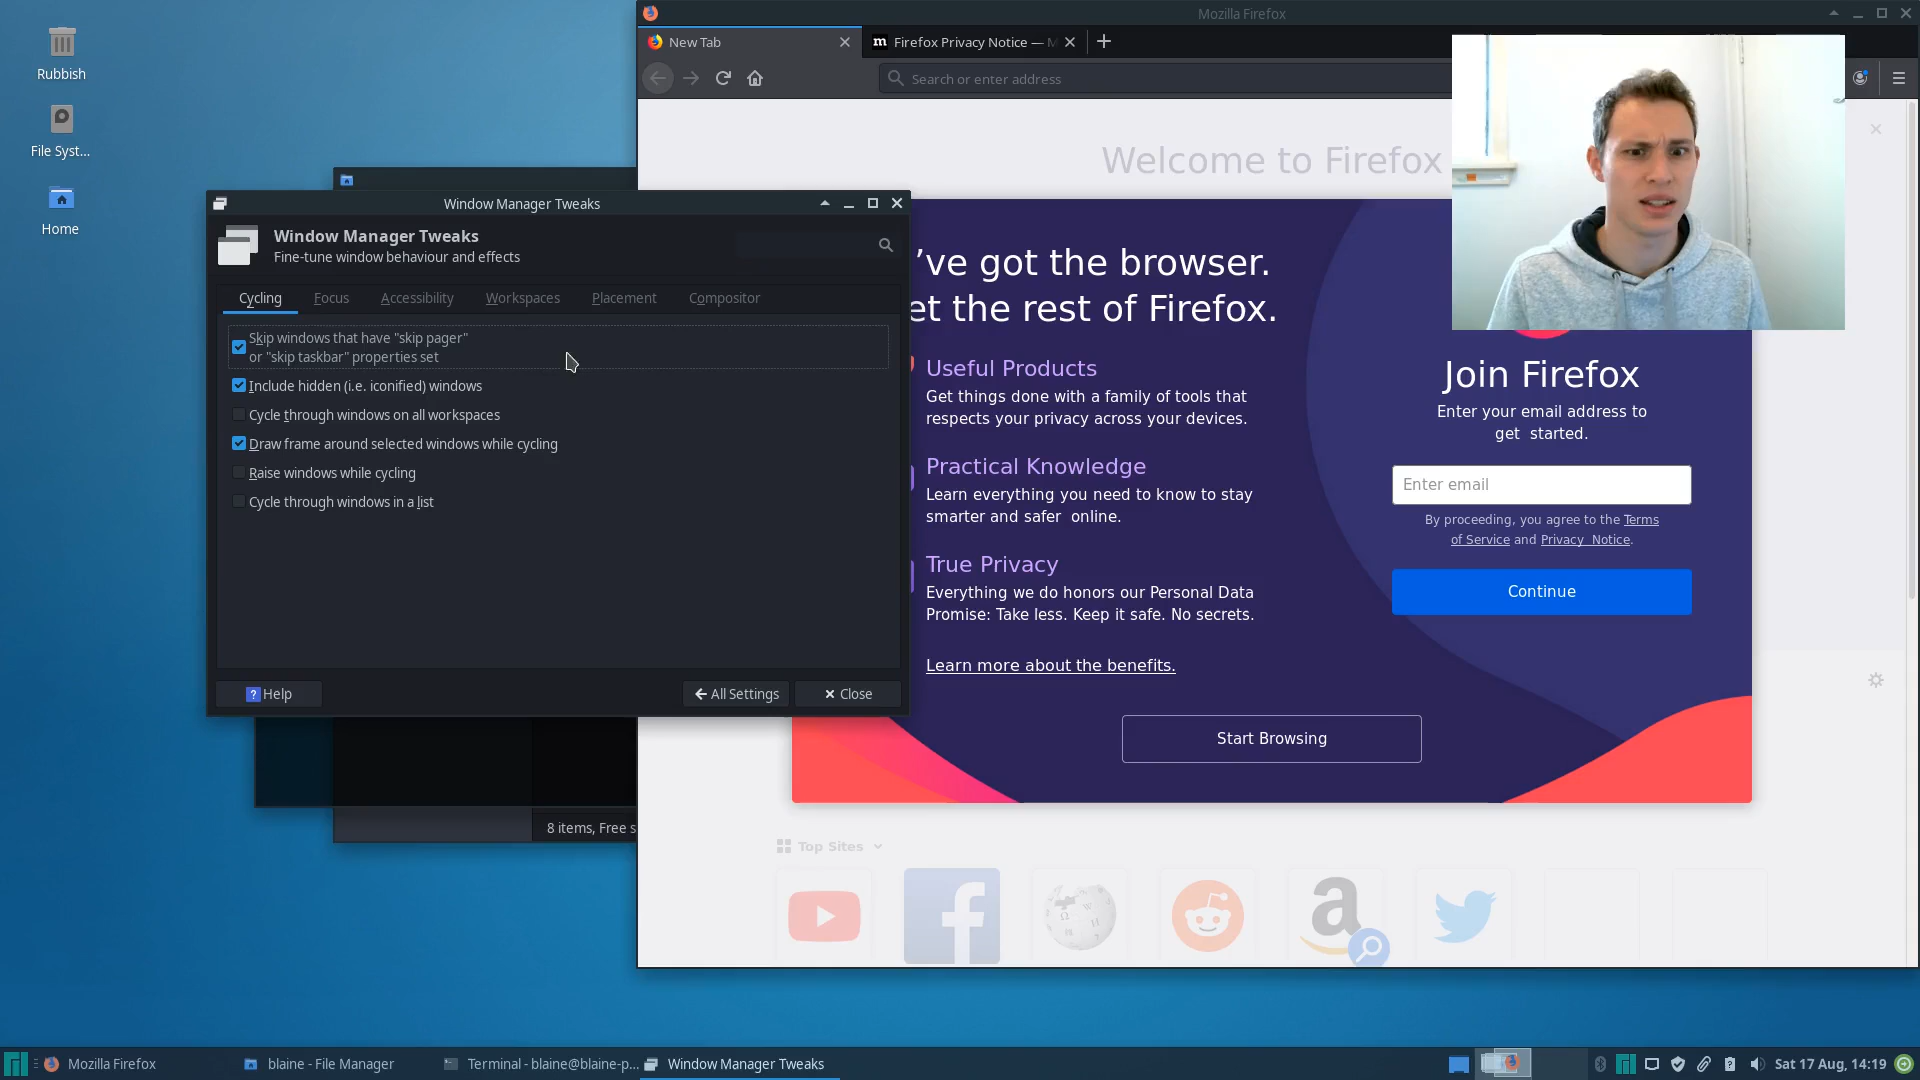 Rubbish
File Syst...
Home
Mozilla Firefox
New Tab
Firefox Privacy Notice — M
Search or enter address
Welcome to Firefox
Window Manager Tweaks
Window Manager Tweaks
Fine-tune window behaviour and effects
Cycling
Focus
Accessibility
Workspaces
Placement
Compositor
Skip windows that have "skip pager"
or "skip taskbar" properties set
Include hidden (i.e. iconified) windows
Cycle through windows on all workspaces
Draw frame around selected windows while cycling
Raise windows while cycling
Cycle through windows in a list
Help
All Settings
Close
8 items, Free s
've got the browser.
et the rest of Firefox.
Useful Products
Get things done with a family of tools that
respects your privacy across your devices.
Practical Knowledge
Learn everything you need to know to stay
smarter and safer online.
True Privacy
Everything we do honors our Personal Data
Promise: Take less. Keep it safe. No secrets.
Learn more about the benefits.
Start Browsing
Join Firefox
Enter your email address to
get started.
Enter email
By proceeding, you agree to the Terms
of Service and Privacy Notice.
Continue
Top Sites
Mozilla Firefox
blaine - File Manager
Terminal - blaine@blaine-p...
Window Manager Tweaks
Sat 17 Aug, 14:19